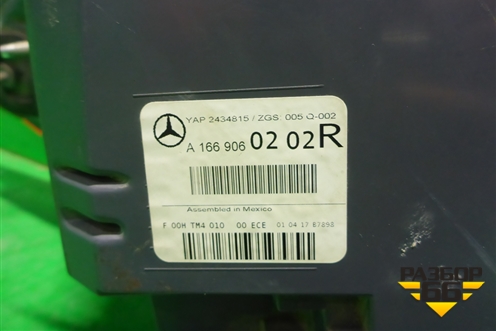 YAP 2434815 / ZGS: 005 Q-002
A 166 906 02 02 R
Assembled in Mexico
F 00H TM4 010 00 ECE 01 04 17 87898
РАЗБОР
66